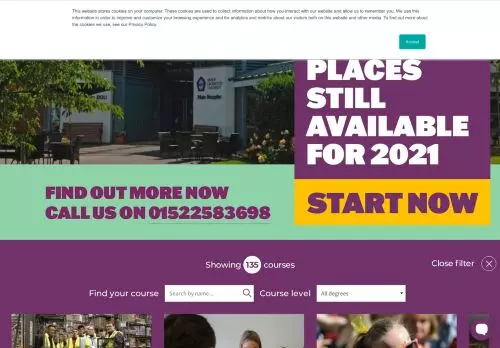 This website stores cookies on your computer. These cookies are used to collect information about how you interact with our website and allow us to remember you. We use this
information in order to improve and customize your browsing experience and for analytics and metrics about our visitors both on this website and other media. To find out more about
the cookies we use, see our Privacy Policy.
Accept
PLACES
STILL
AVAILABLE
FOR 2021
START NOW
FIND OUT MORE NOW
CALL US ON 01522583698
Showing 135 courses
Close filter
Find your course
Search by name ...
Course level
All degrees